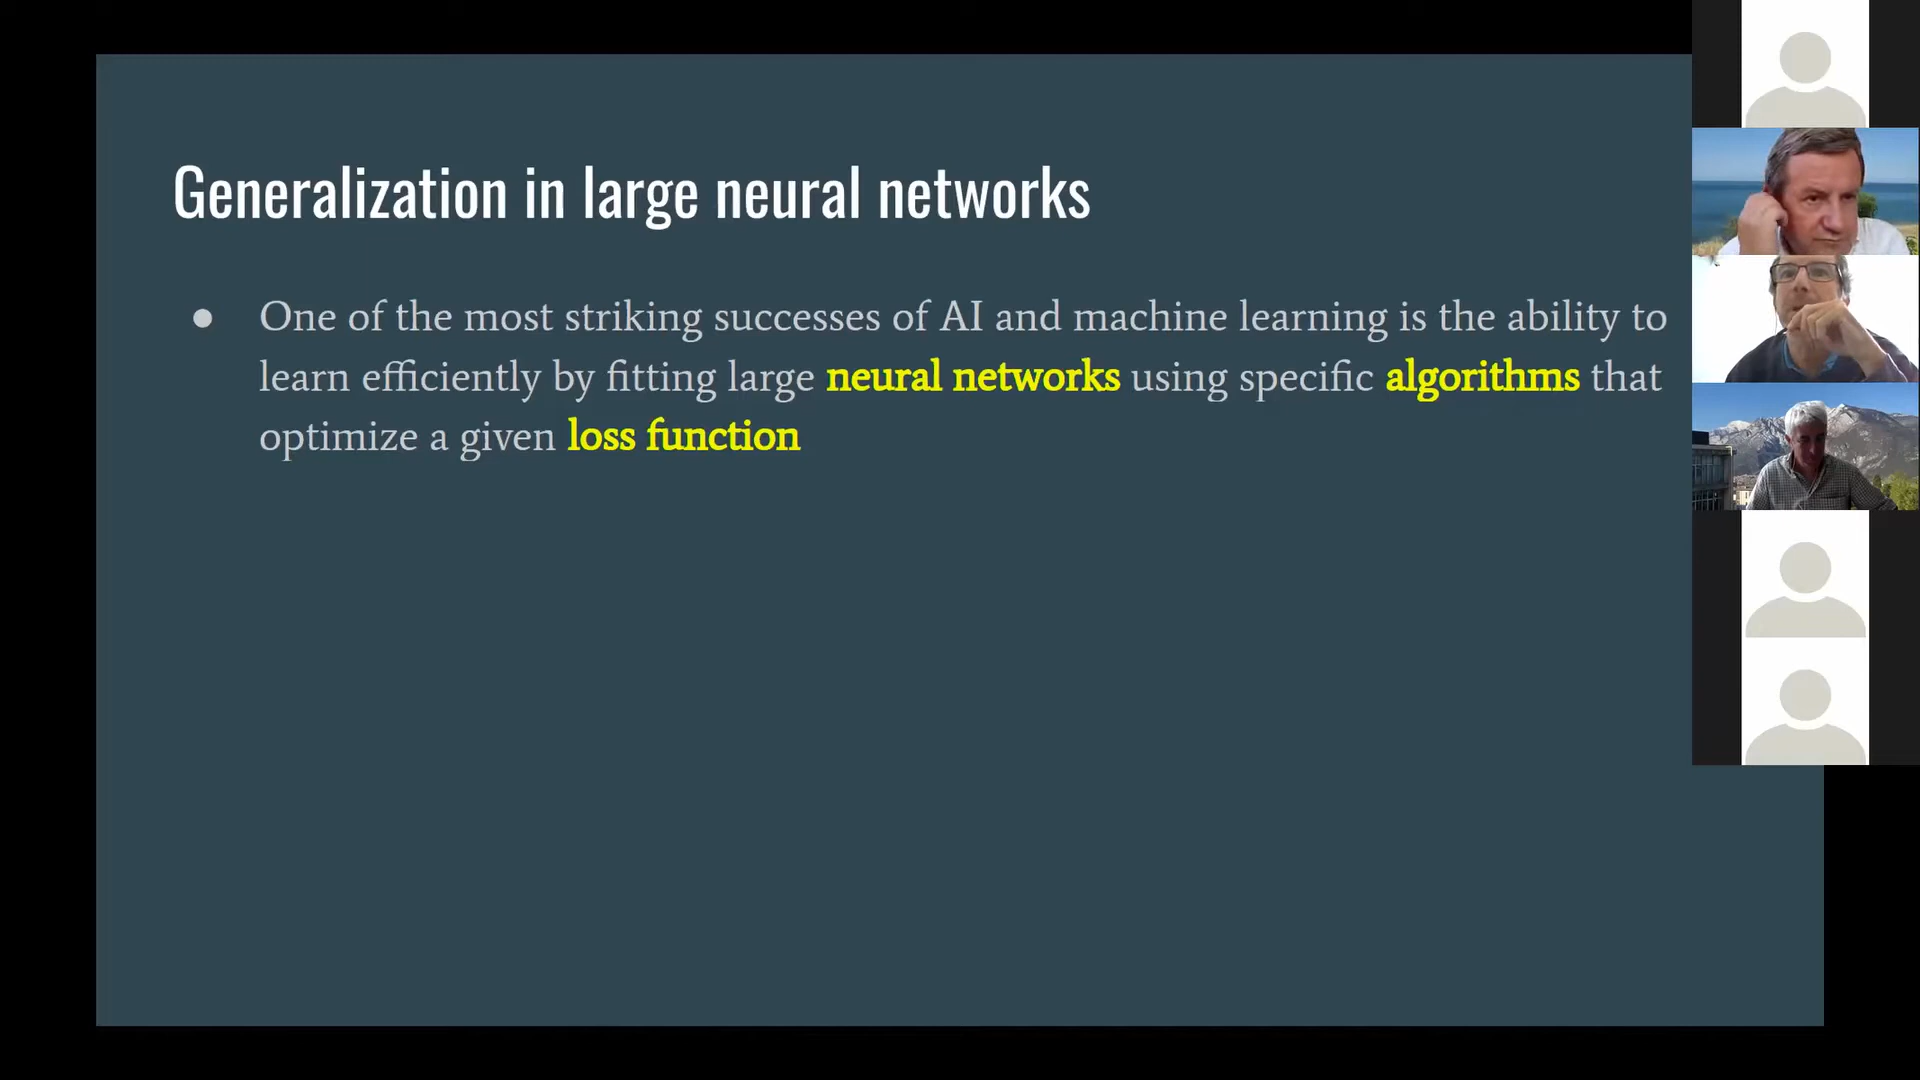 Generalization in large neural networks
● One of the most striking successes of AI and machine learning is the ability to
learn efficiently by fitting large neural networks using specific algorithms that
optimize a given loss function